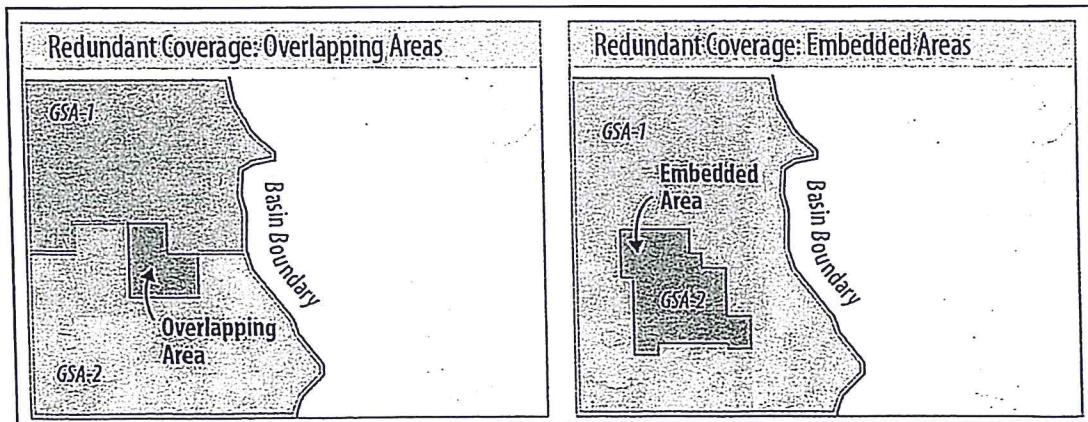 Redundant Coverage: Overlapping Areas
GSA-1
Basin Boundary
Overlapping
Area
GSA-2
Redundant Coverage: Embedded Areas
GSA-1
Embedded
Area
Basin Boundary
GSA-2